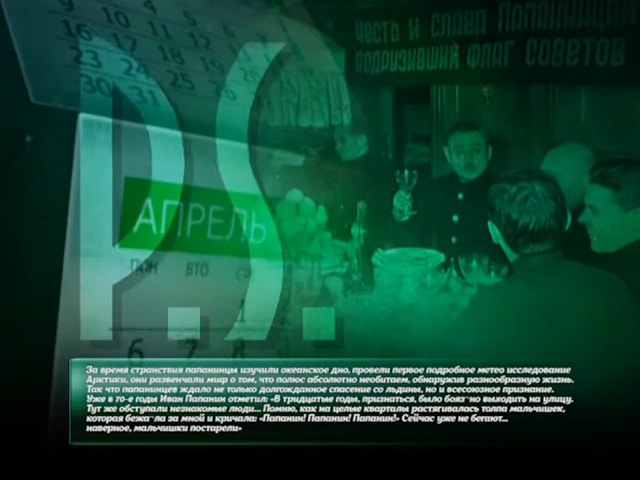 9 10 11 12
16 17 18 19
23 24 25 26
30 31
ЧЕСТЬ И СЛАВА ПАПАНИНЦАМ
ВОДРУЗИВШИМ ФЛАГ СОВЕТОВ
P.S.
АПРЕЛЬ
ПОН ВТО СР
1
6 7 8
За время странствия папанинцы изучили океанское дно, провели первое подробное метео исследование
Арктики, они развенчали мир о том, что полюс абсолютно необитаем, обнаружив разнообразную жизнь.
Так что папанинцев ждало не только долгожданное спасение со льдины, но и всесоюзное признание.
Уже в 70-е годы Иван Папанин отметил: «В тридцатые годы, признаться, было бояз¬но выходить на улицу.
Тут же обступали незнакомые люди... Помню, как на целые кварталы растягивалась толпа мальчишек,
которая бежа¬ла за мной и кричала: «Папанин! Папанин! Папанин!» Сейчас уже не бегают...
наверное, мальчишки постарели»